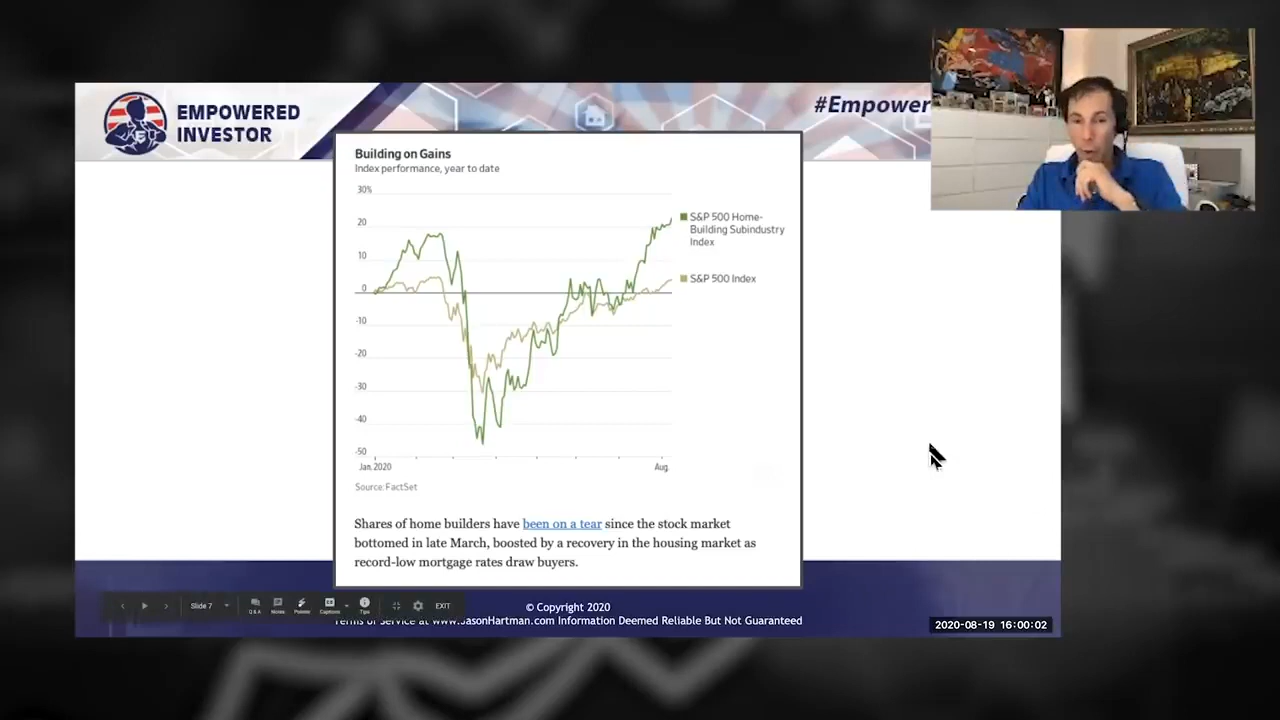 EMPOWERED
INVESTOR
#Empower
Building on Gains
Index performance, year to date
30%
20
10
0
-10
-20
-30
-40
-50
Jan. 2020
Aug.
S&P 500 Home-
Building Subindustry
Index
S&P 500 Index
Source: FactSet
Shares of home builders have been on a tear since the stock market
bottomed in late March, boosted by a recovery in the housing market as
record-low mortgage rates draw buyers.
Slide 7
Q & A
Notes
Pointer
Captions
Tips
EXIT
© Copyright 2020
Terms of Service at www.JasonHartman.com Information Deemed Reliable But Not Guaranteed
2020-08-19 16:00:02